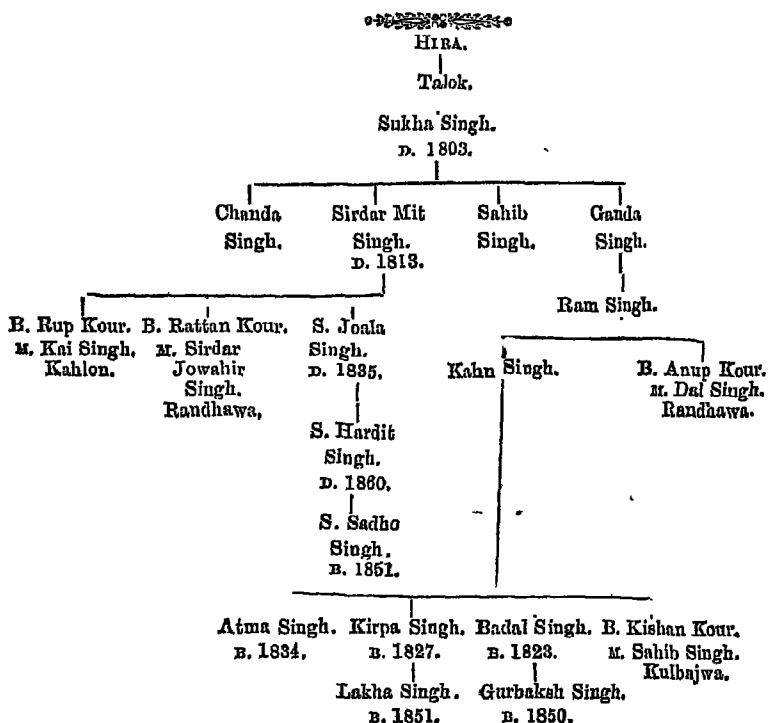 HIRA.
Talok.
Sukha Singh.
D. 1803.
Chanda Singh.
Sirdar Mit Singh.
D. 1813.
Sahib Singh.
Ganda Singh.
Ram Singh.
B. Rup Kour.
M. Kai Singh.
Kahlon.
B. Rattan Kour.
M. Sirdar
Jowahir
Singh.
Randhawa,
S. Joala
Singh.
D. 1835,
Kahn Singh.
B. Anup Kour.
M. Dal Singh.
Randhawa.
S. Hardit
Singh.
D. 1860,
S. Sadho
Singh.
B. 1851.
Atma Singh.
B. 1834,
Kirpa Singh.
B. 1827.
Badal Singh.
B. 1823.
B. Kishan Kour.
M. Sahib Singh.
Kulbajwa.
Lakha Singh.
B. 1851.
Gurbaksh Singh.
B. 1850.